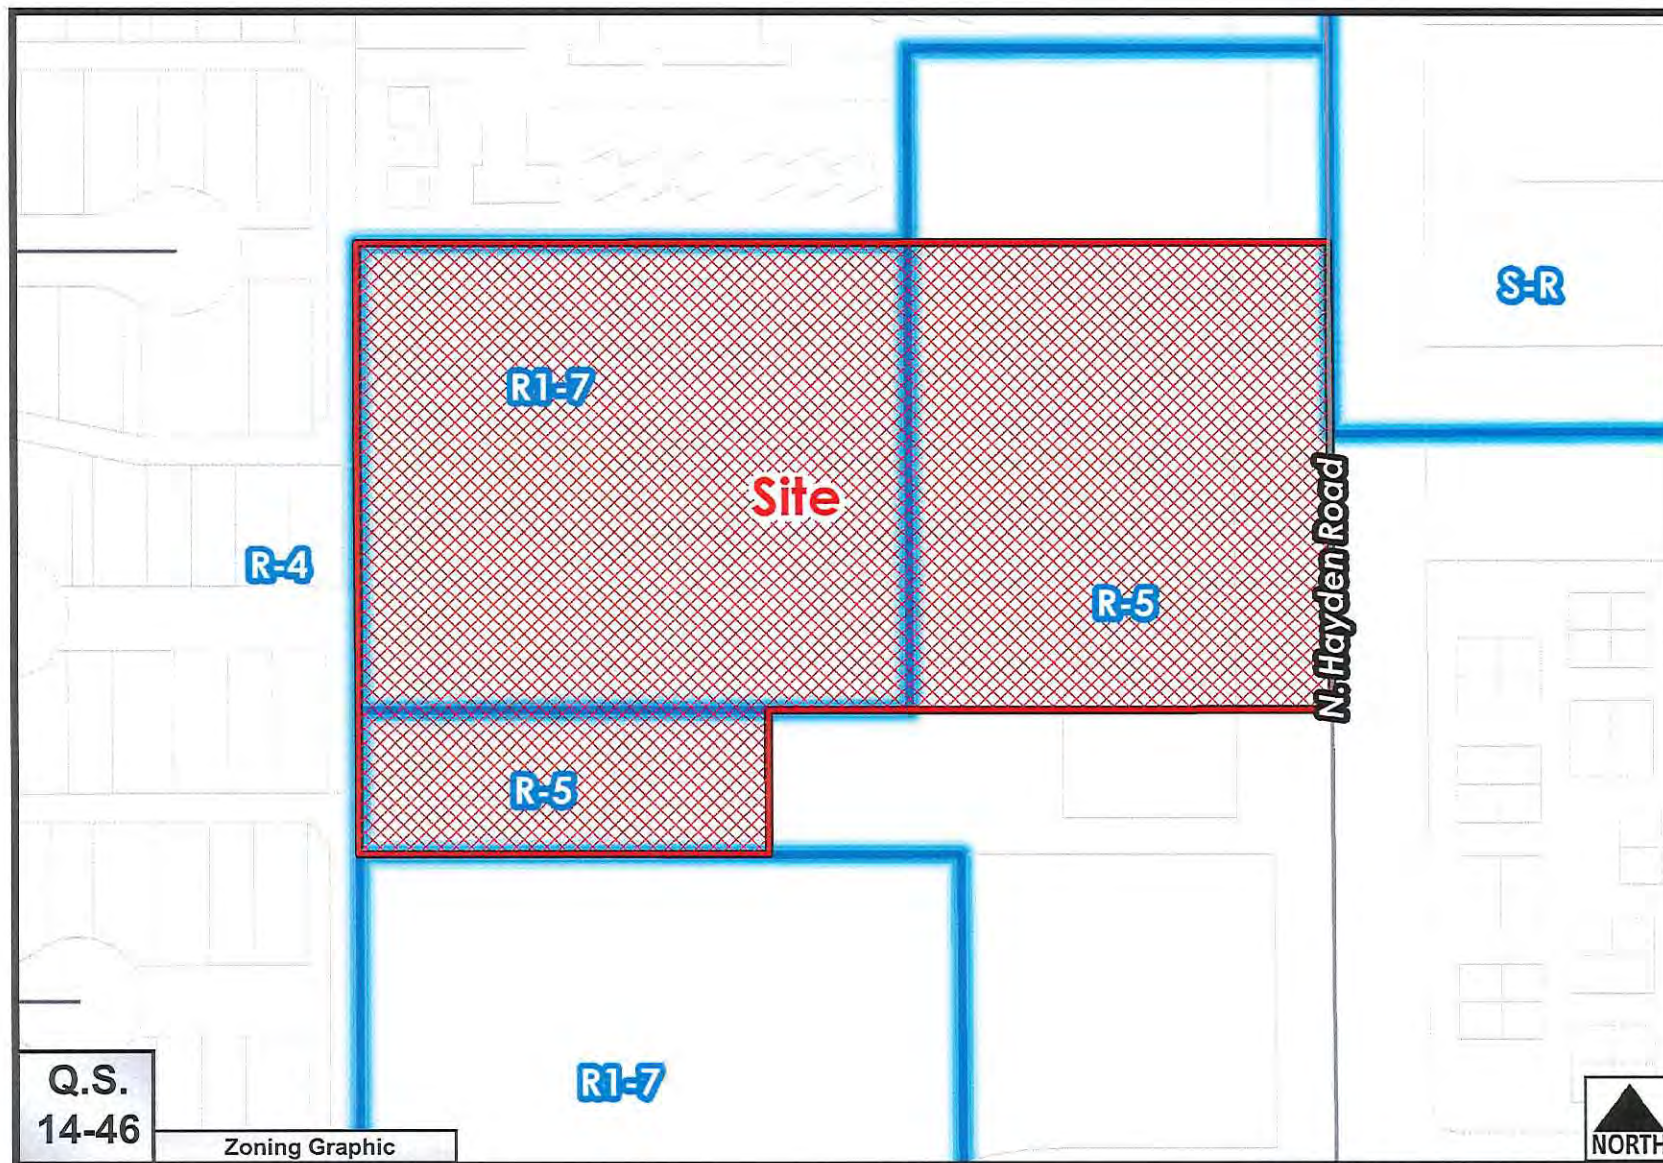 S-R
R1-7
Site
N. Hayden Road
R-4
R-5
R-5
R1-7
Q.S.
14-46
Zoning Graphic
NORTH